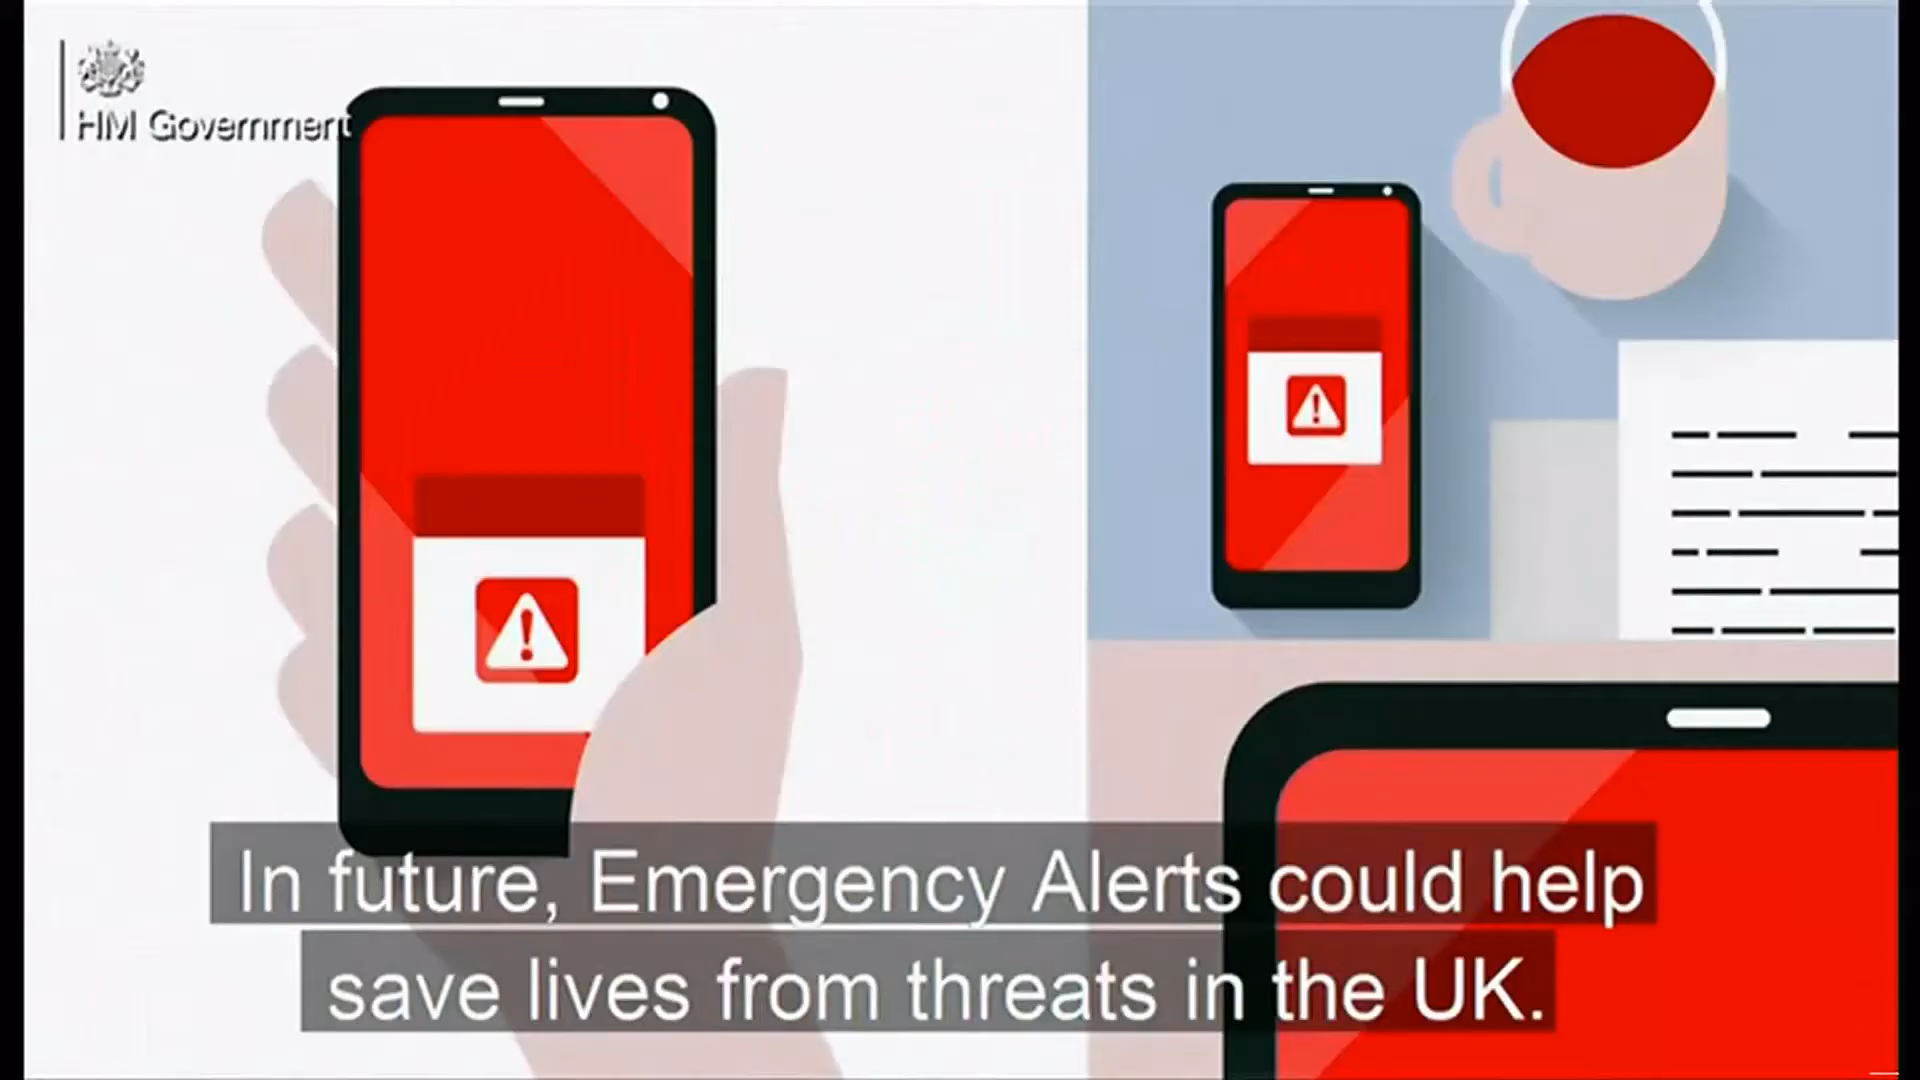 HM Government
In future, Emergency Alerts could help
save lives from threats in the UK.